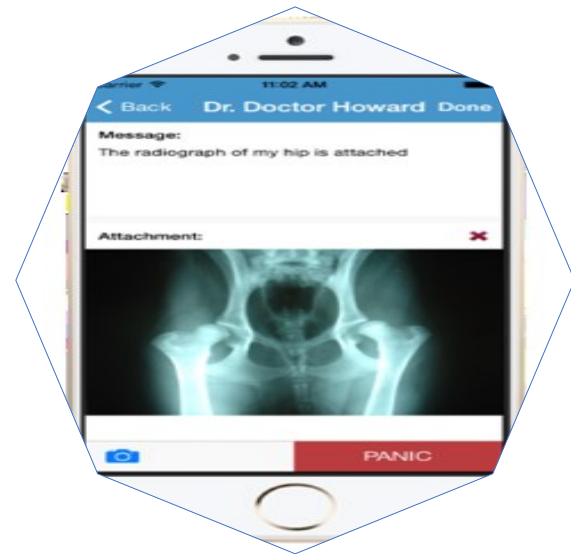 11:02 AM
Back Dr. Doctor Howard Done
Message:
The radiograph of my hip is attached
Attachment:
PANIC